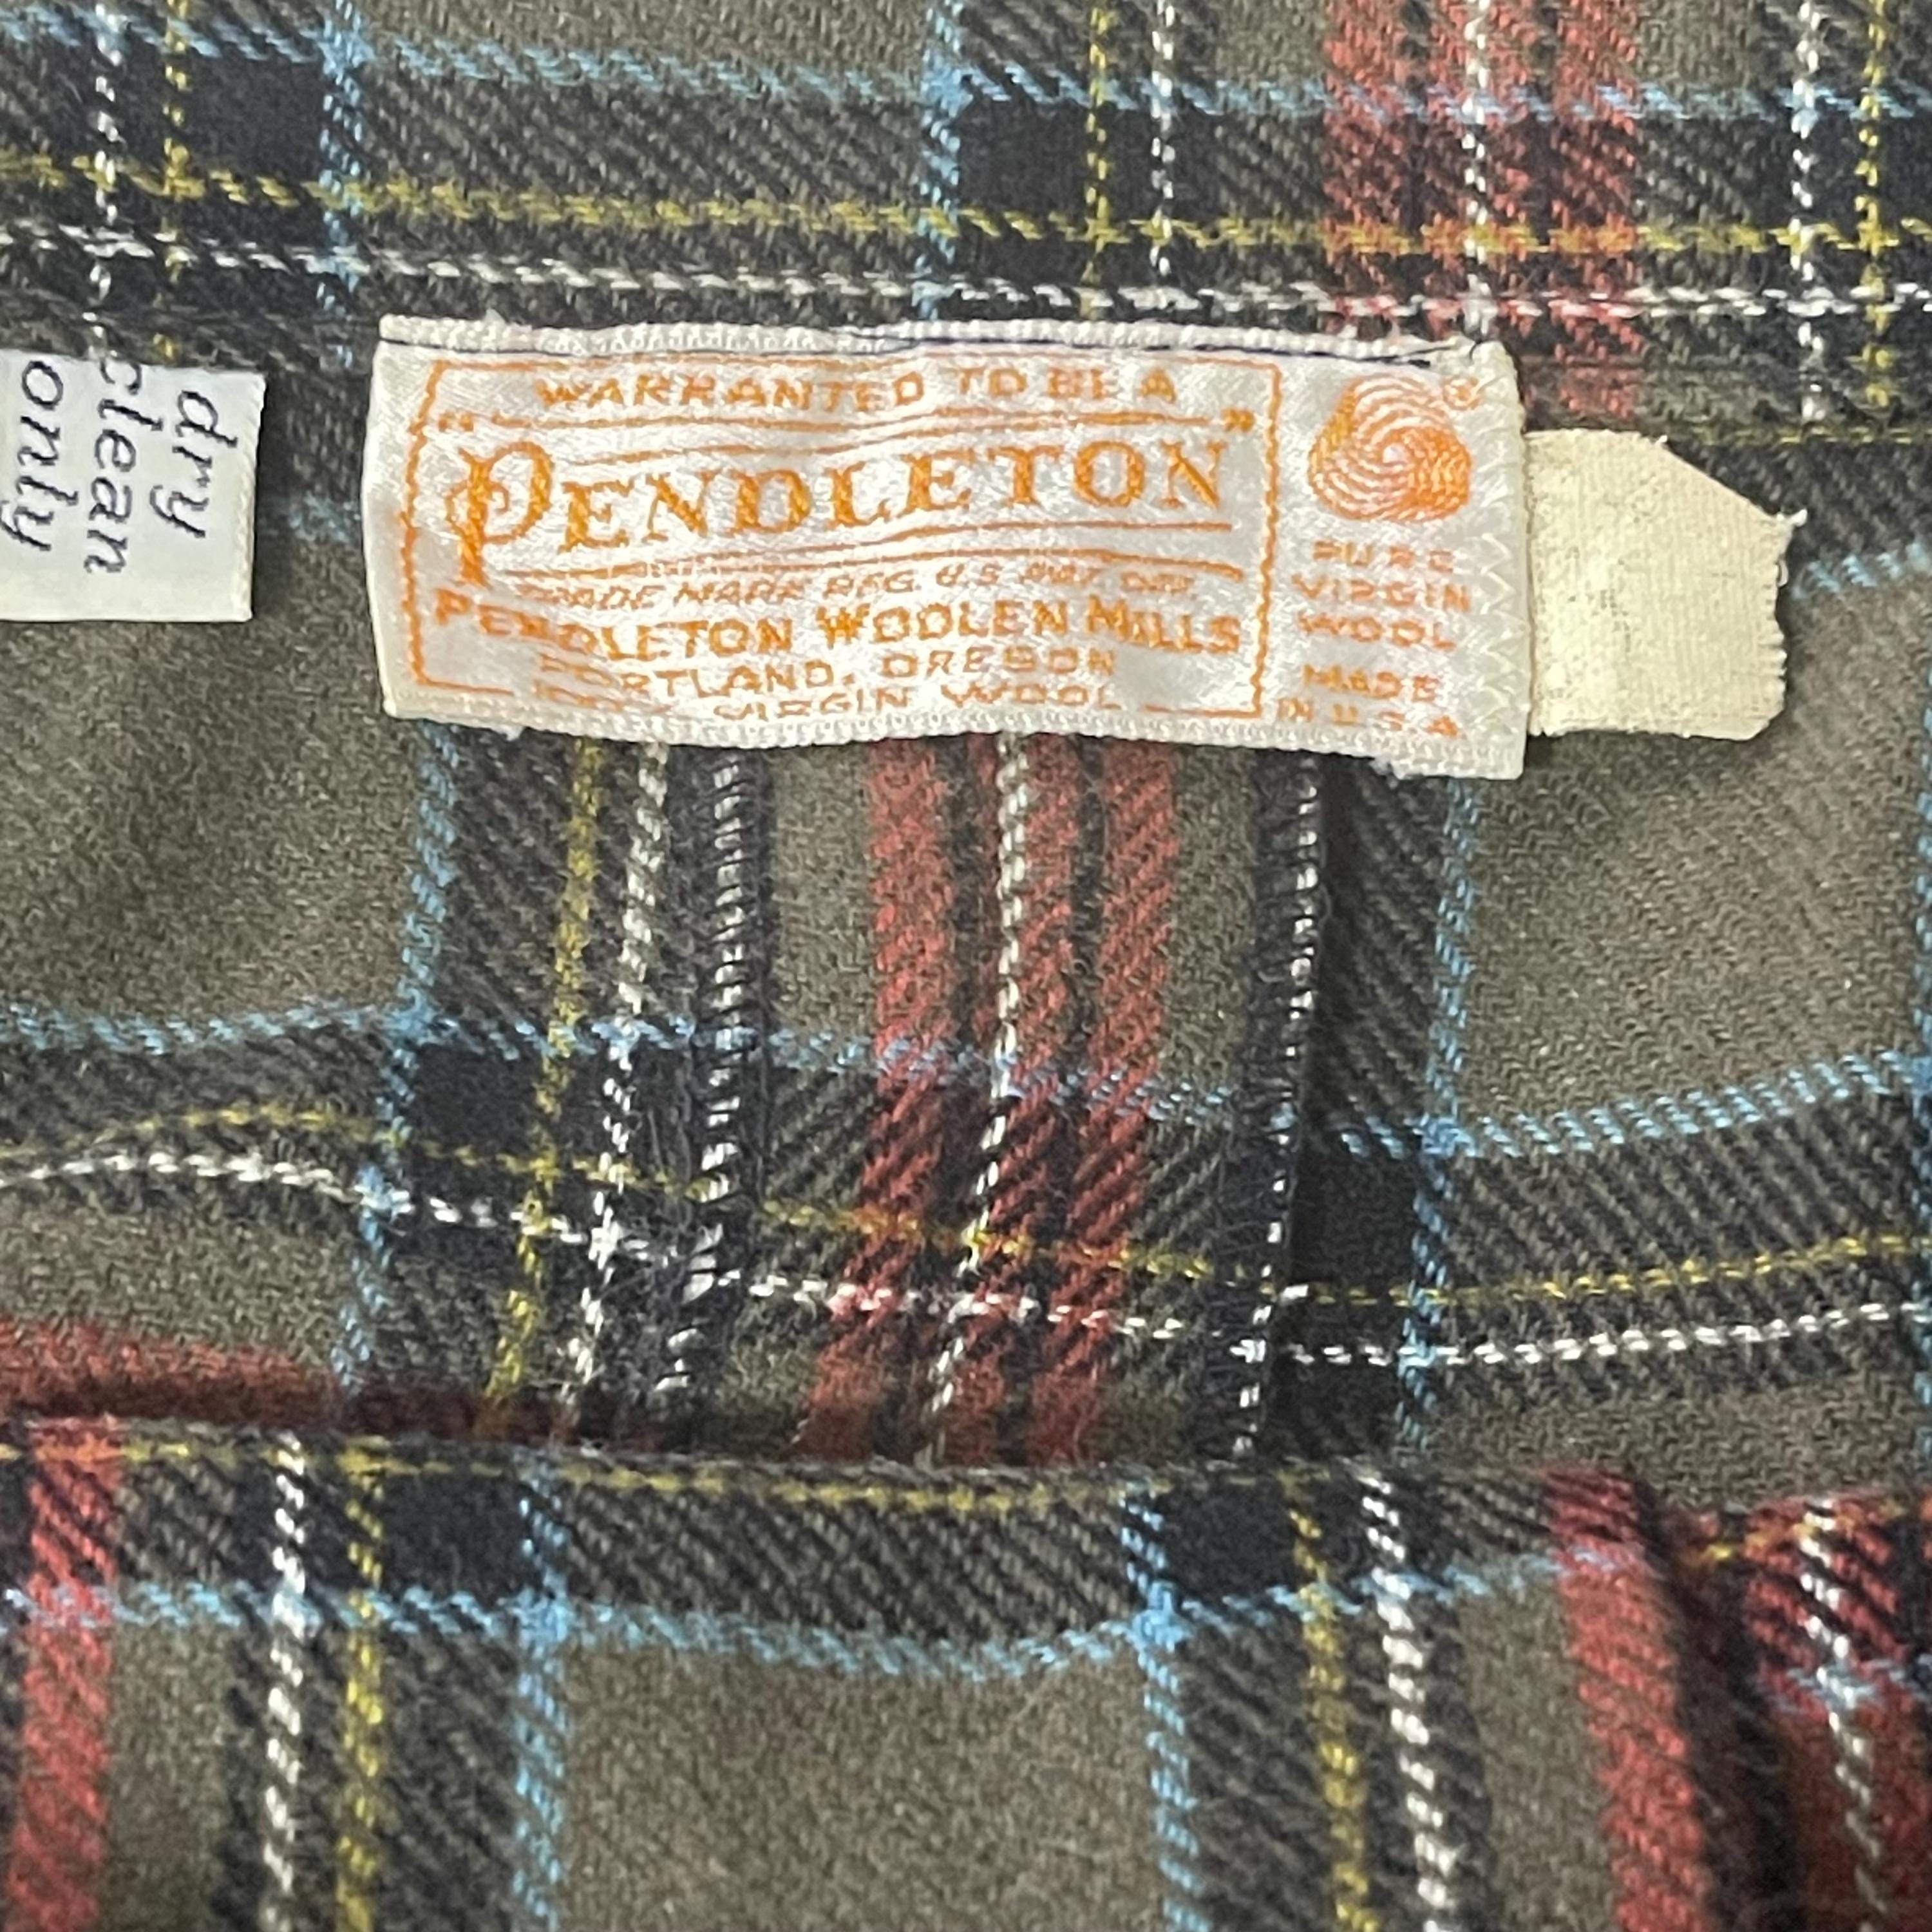 dry
clean
only
WARRANTED TO BE A
"PENDLETON"
®
TRADE MARK REG. U.S. PAT. OFF.
PENDLETON WOOLEN MILLS
PORTLAND, OREGON
VIRGIN WOOL
PURE
VIRGIN
WOOL
MADE
IN U.S.A